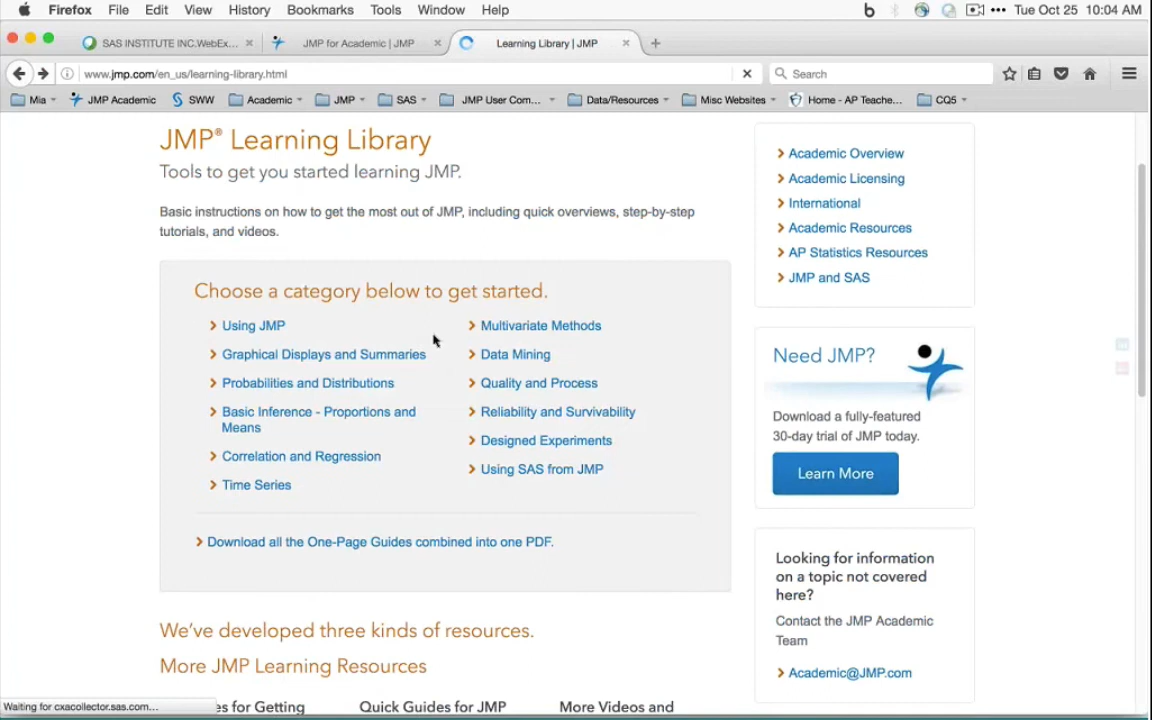 Firefox File Edit View History Bookmarks Tools Window Help Tue Oct 25 10:04 AM
SAS INSTITUTE INC.WebEx... JMP for Academic | JMP Learning Library | JMP
www.jmp.com/en_us/learning-library.html Search
Mia JMP Academic SWW Academic JMP SAS JMP User Com... Data/Resources Misc Websites Home - AP Teache... CQ5
JMP® Learning Library
Tools to get you started learning JMP.
Basic instructions on how to get the most out of JMP, including quick overviews, step-by-step
tutorials, and videos.
Choose a category below to get started.
Using JMP
Graphical Displays and Summaries
Probabilities and Distributions
Basic Inference - Proportions and
Means
Correlation and Regression
Time Series
Multivariate Methods
Data Mining
Quality and Process
Reliability and Survivability
Designed Experiments
Using SAS from JMP
Download all the One-Page Guides combined into one PDF.
We've developed three kinds of resources.
More JMP Learning Resources
es for Getting Quick Guides for JMP More Videos and
Academic Overview
Academic Licensing
International
Academic Resources
AP Statistics Resources
JMP and SAS
Need JMP?
Download a fully-featured
30-day trial of JMP today.
Learn More
Looking for information
on a topic not covered
here?
Contact the JMP Academic
Team
Academic@JMP.com
Waiting for cxacollector.sas.com...